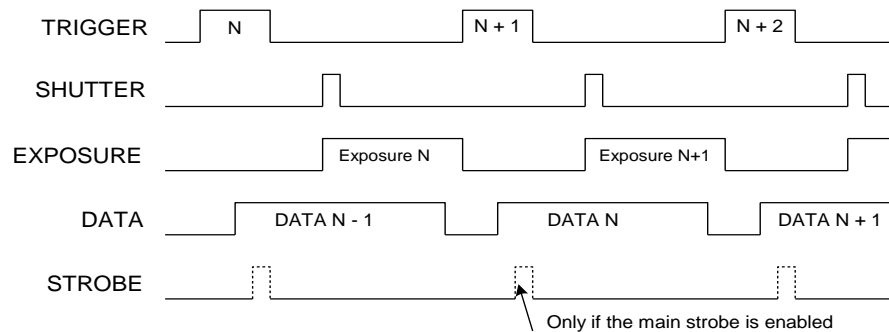 TRIGGER N N + 1 N + 2
SHUTTER
EXPOSURE Exposure N Exposure N+1
DATA DATA N - 1 DATA N DATA N + 1
STROBE
Only if the main strobe is enabled